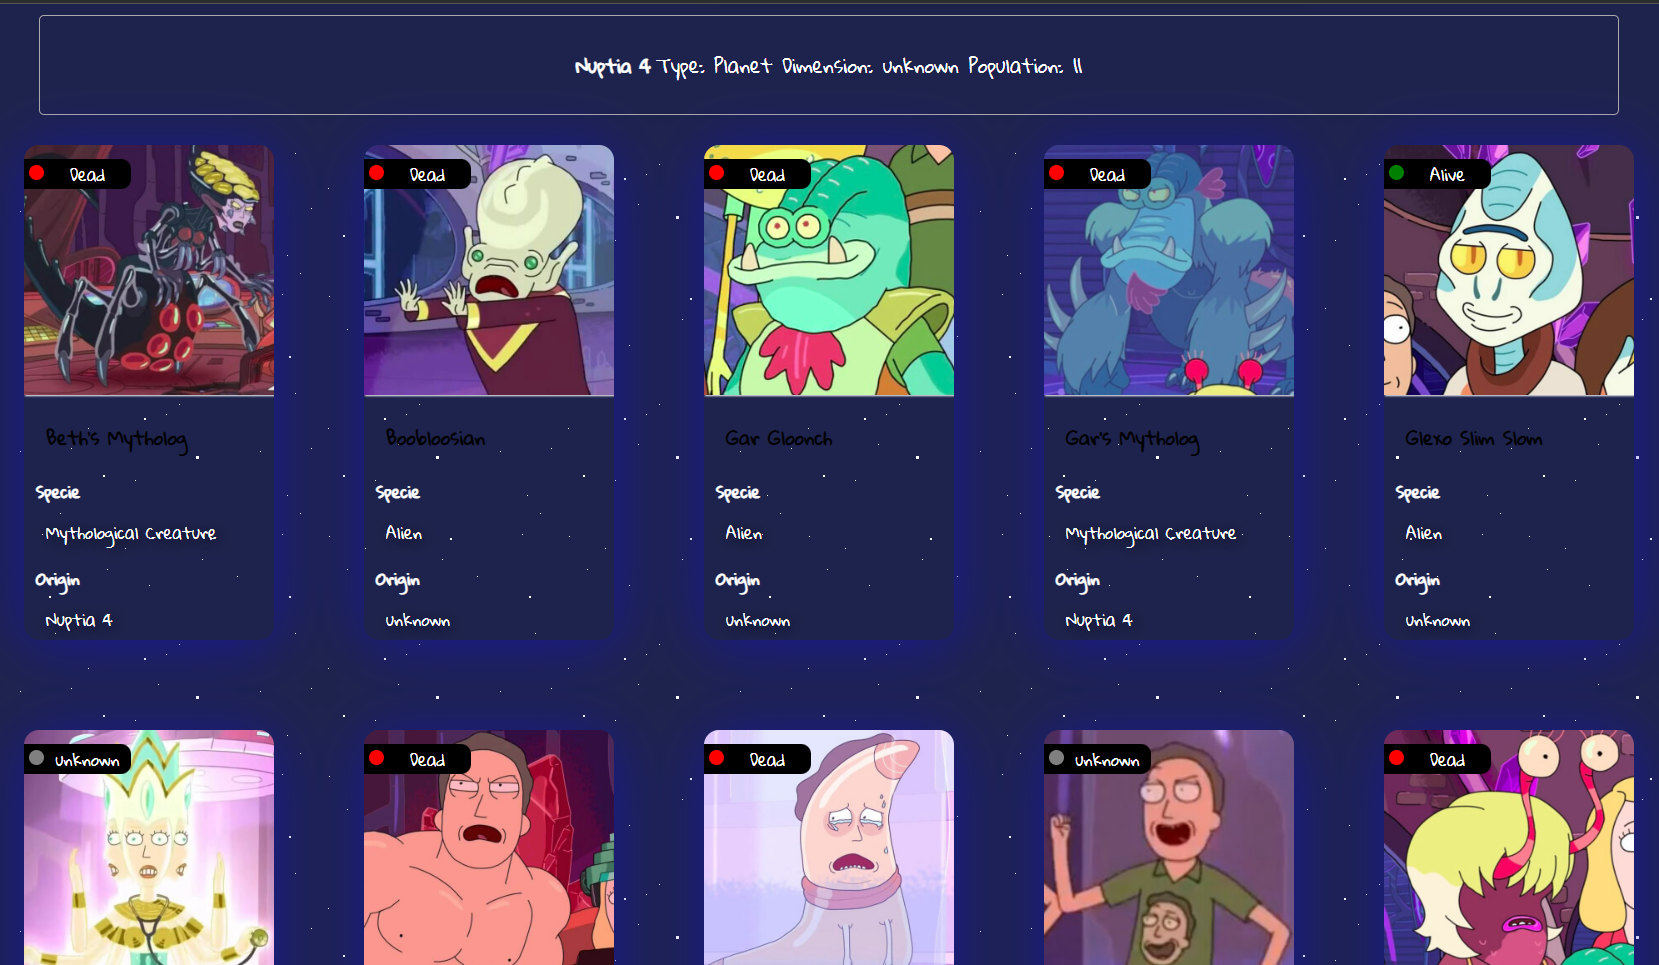 Nuptia 4 Type: Planet Dimension: unknown Population: 11
Dead
Dead
Dead
Dead
Alive
Beth's Mytholog
Boobloosian
Gar Gloonch
Gar's Mytholog
Glexo Slim Slom
Specie
Specie
Specie
Specie
Specie
Mythological Creature
Alien
Alien
Mythological Creature
Alien
Origin
Origin
Origin
Origin
Origin
Nuptia 4
unknown
unknown
Nuptia 4
unknown
unknown
Dead
Dead
unknown
Dead